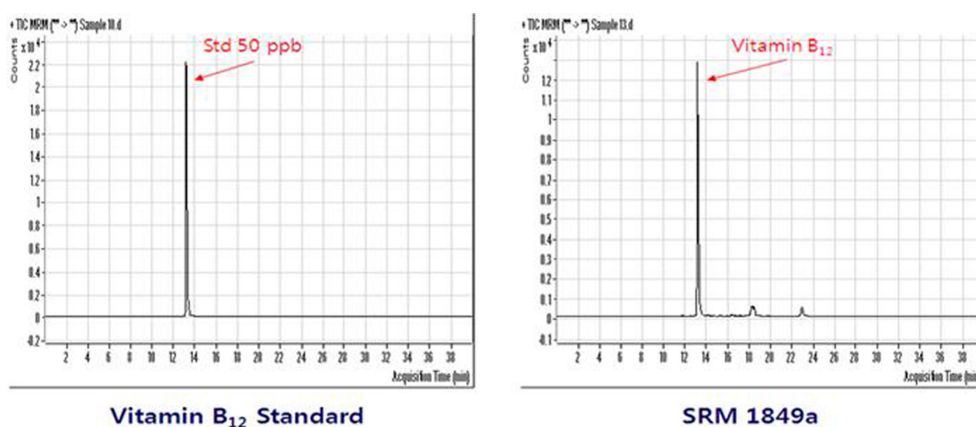 + TIC MRM (** -> **) Sample 10.d
Counts
x10 4
Std 50 ppb
2.2
2
1.8
1.6
1.4
1.2
1
0.8
0.6
0.4
0.2
0
-0.2
2 4 6 8 10 12 14 16 18 20 22 24 26 28 30 32 34 36 38
Acquisition Time (min)
Vitamin B₁₂ Standard
+ TIC MRM (** -> **) Sample 13.d
Counts
x10 4
Vitamin B₁₂
1.2
1.1
1
0.9
0.8
0.7
0.6
0.5
0.4
0.3
0.2
0.1
0
-0.1
2 4 6 8 10 12 14 16 18 20 22 24 26 28 30 32 34 36 38
Acquisition Time (min)
SRM 1849a